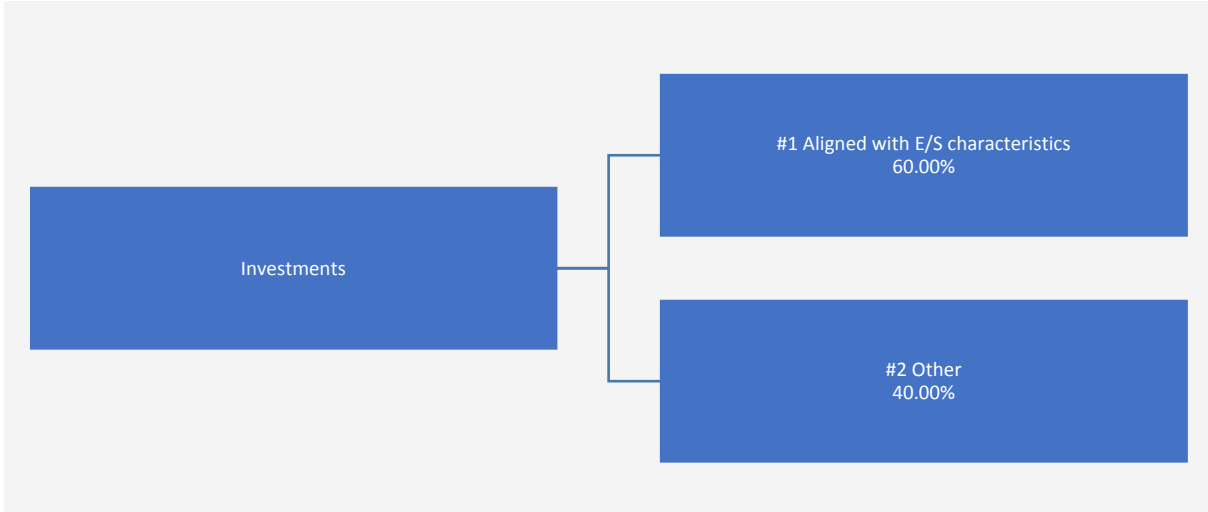 Investments
#1 Aligned with E/S characteristics
60.00%
#2 Other
40.00%